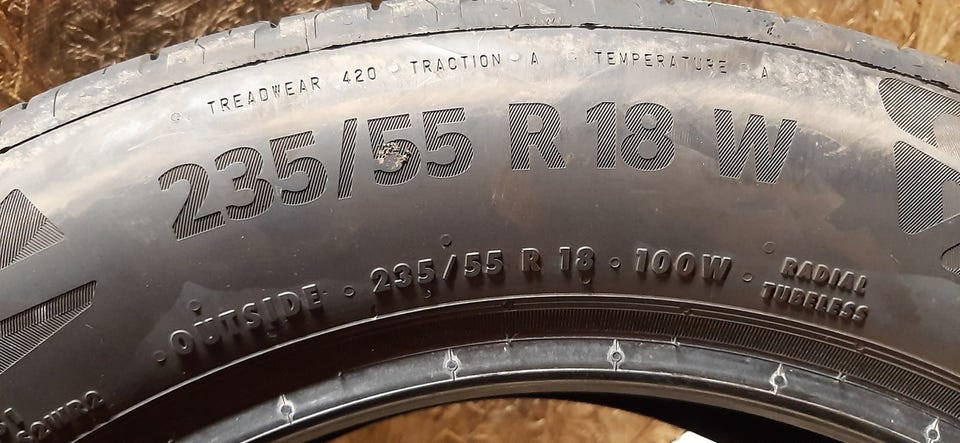 TREADWEAR 420 TRACTION A TEMPERATURE A
235/55 R 18 W
OUTSIDE 235/55 R 18 100W RADIAL
TUBELESS